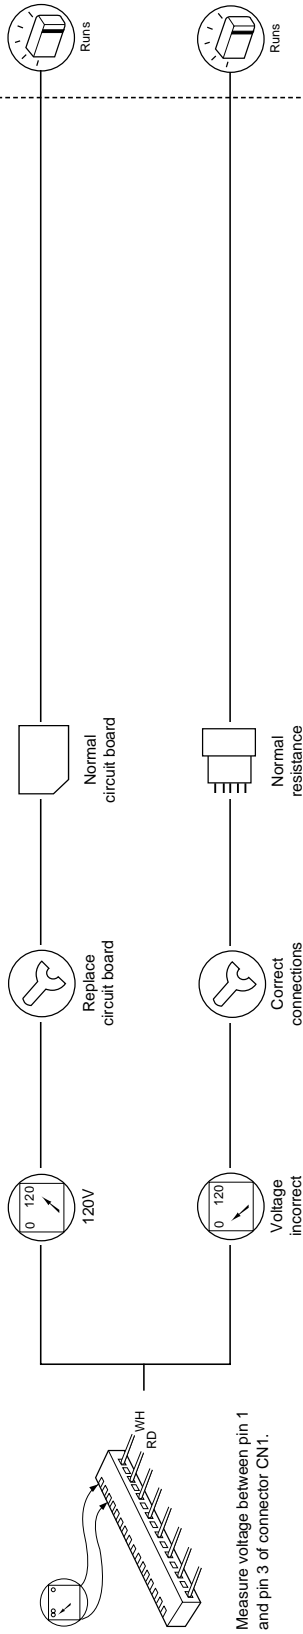 WH
RD
Measure voltage between pin 1
and pin 3 of connector CN1.
0 120
120V
Replace
circuit board
Normal
circuit board
Runs
0 120
Voltage
incorrect
Correct
connections
Normal
resistance
Runs